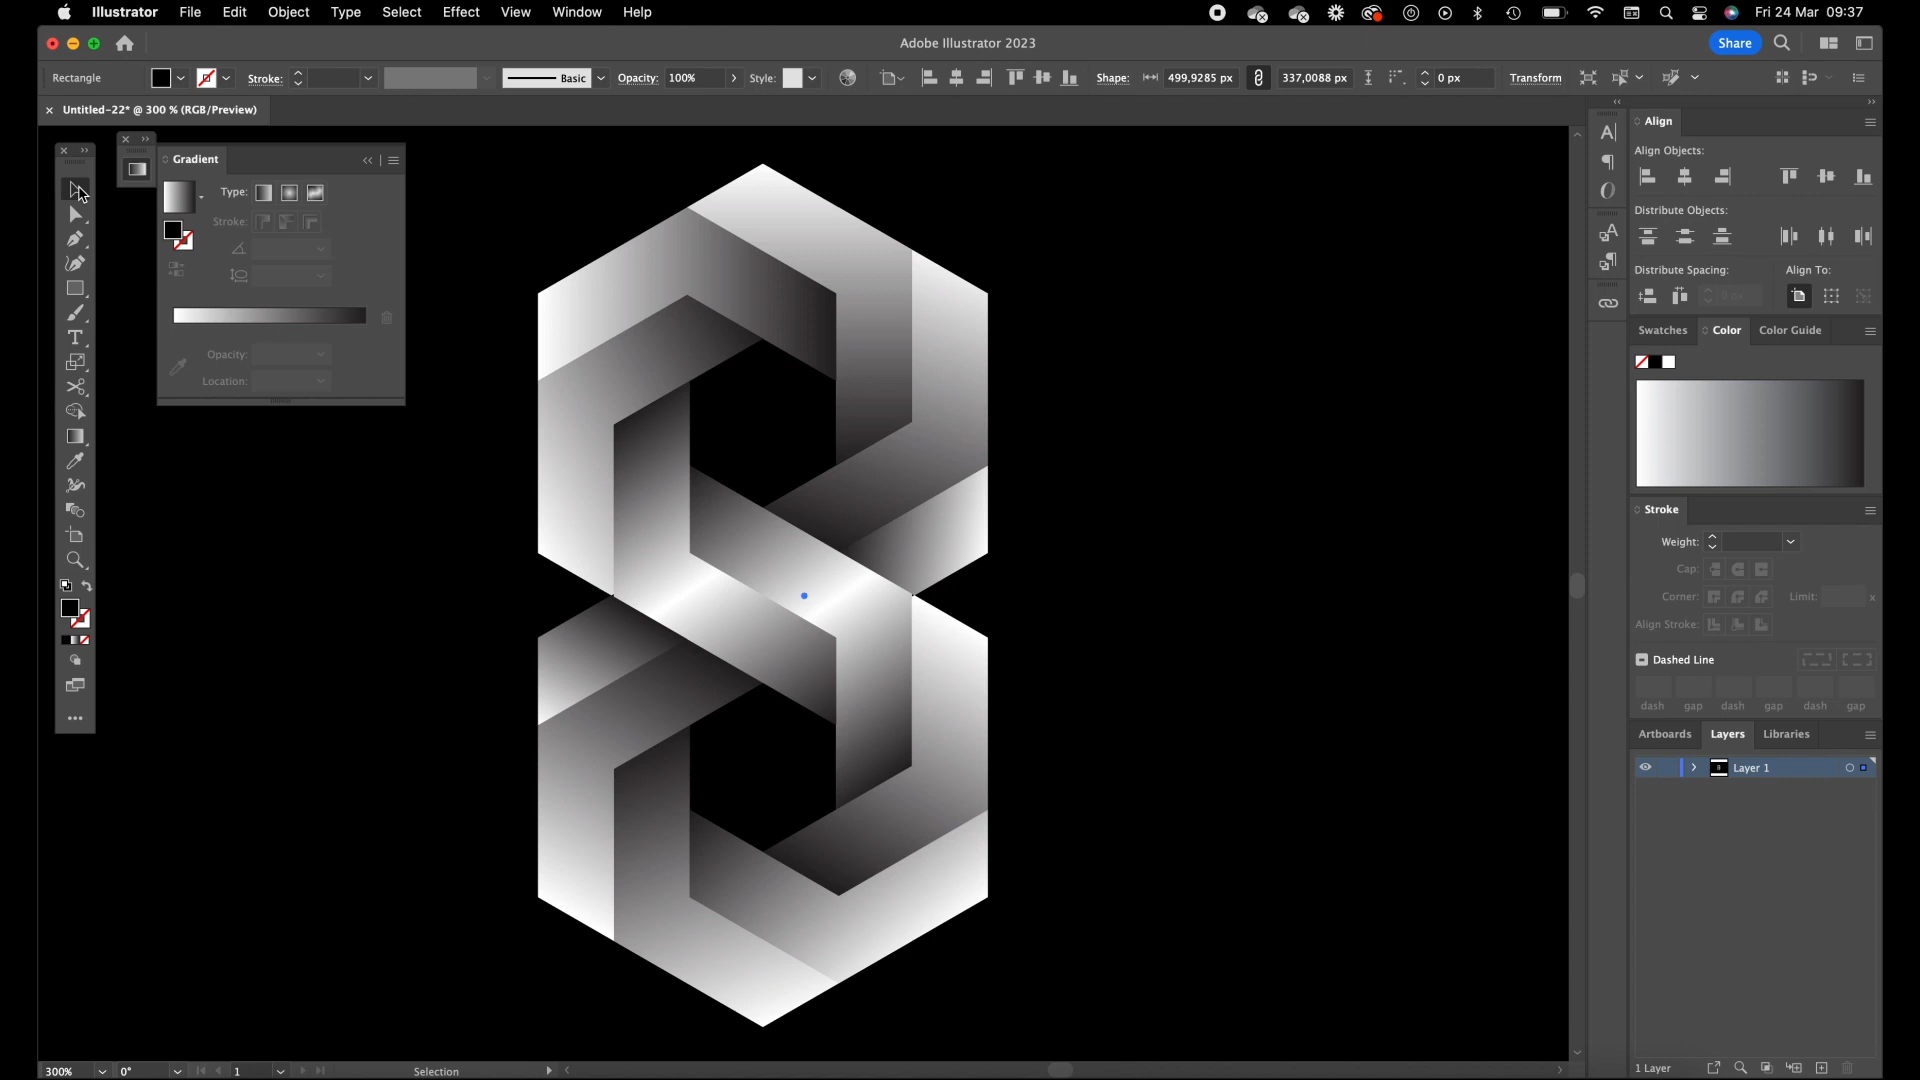 Illustrator File Edit Object Type Select Effect View Window Help Fri 24 Mar 09:37
Adobe Illustrator 2023 Share
Rectangle Stroke: Basic Opacity: 100% Style: Shape: 499,9285 px 337,0088 px 0 px Transform
Untitled-22* @ 300 % (RGB/Preview)
Gradient
Type:
Stroke:
Opacity:
Location:
Align
Align Objects:
Distribute Objects:
Distribute Spacing: Align To:
0 px
Swatches Color Color Guide
Stroke
Weight:
Cap:
Corner: Limit: x
Align Stroke:
Dashed Line
dash gap dash gap dash gap
Artboards Layers Libraries
Layer 1
1 Layer
300% 0° 1 Selection